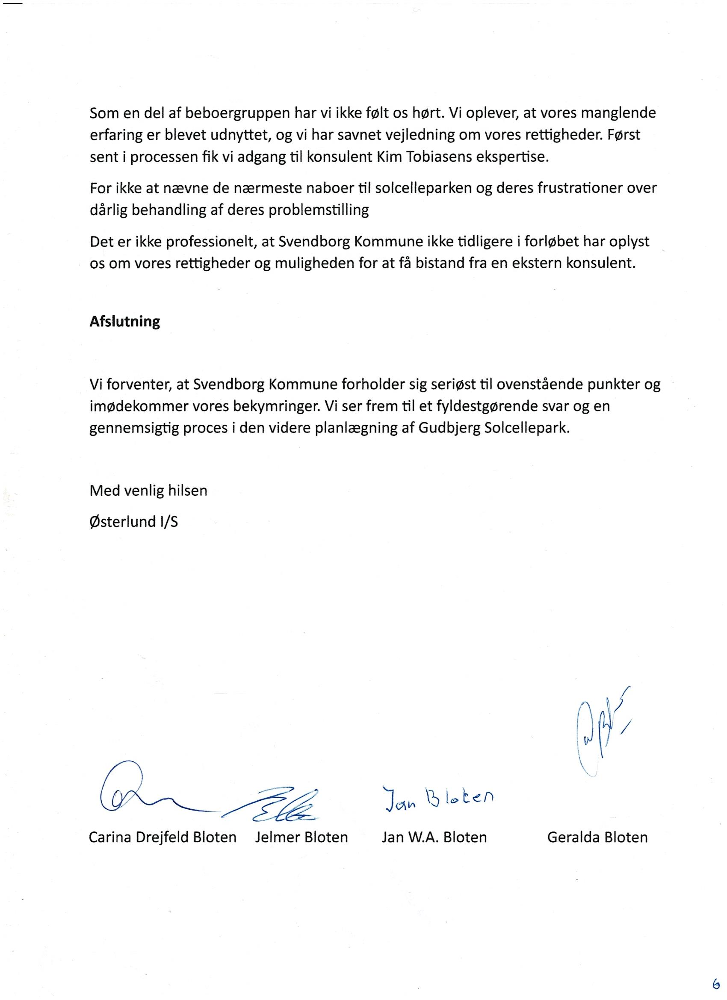 Som en del af beboergruppen har vi ikke følt os hørt. Vi oplever, at vores manglende
erfaring er blevet udnyttet, og vi har savnet vejledning om vores rettigheder. Først
sent i processen fik vi adgang til konsulent Kim Tobiasens ekspertise.
For ikke at nævne de nærmeste naboer til solcelleparken og deres frustrationer over
dårlig behandling af deres problemstilling
Det er ikke professionelt, at Svendborg Kommune ikke tidligere i forløbet har oplyst
os om vores rettigheder og muligheden for at få bistand fra en ekstern konsulent.
Afslutning
Vi forventer, at Svendborg Kommune forholder sig seriøst til ovenstående punkter og
imødekommer vores bekymringer. Vi ser frem til et fyldestgørende svar og en
gennemsigtig proces i den videre planlægning af Gudbjerg Solcellepark.
Med venlig hilsen
Østerlund I/S
Jan Bloten
Carina Drejfeld Bloten Jelmer Bloten Jan W.A. Bloten Geralda Bloten
6